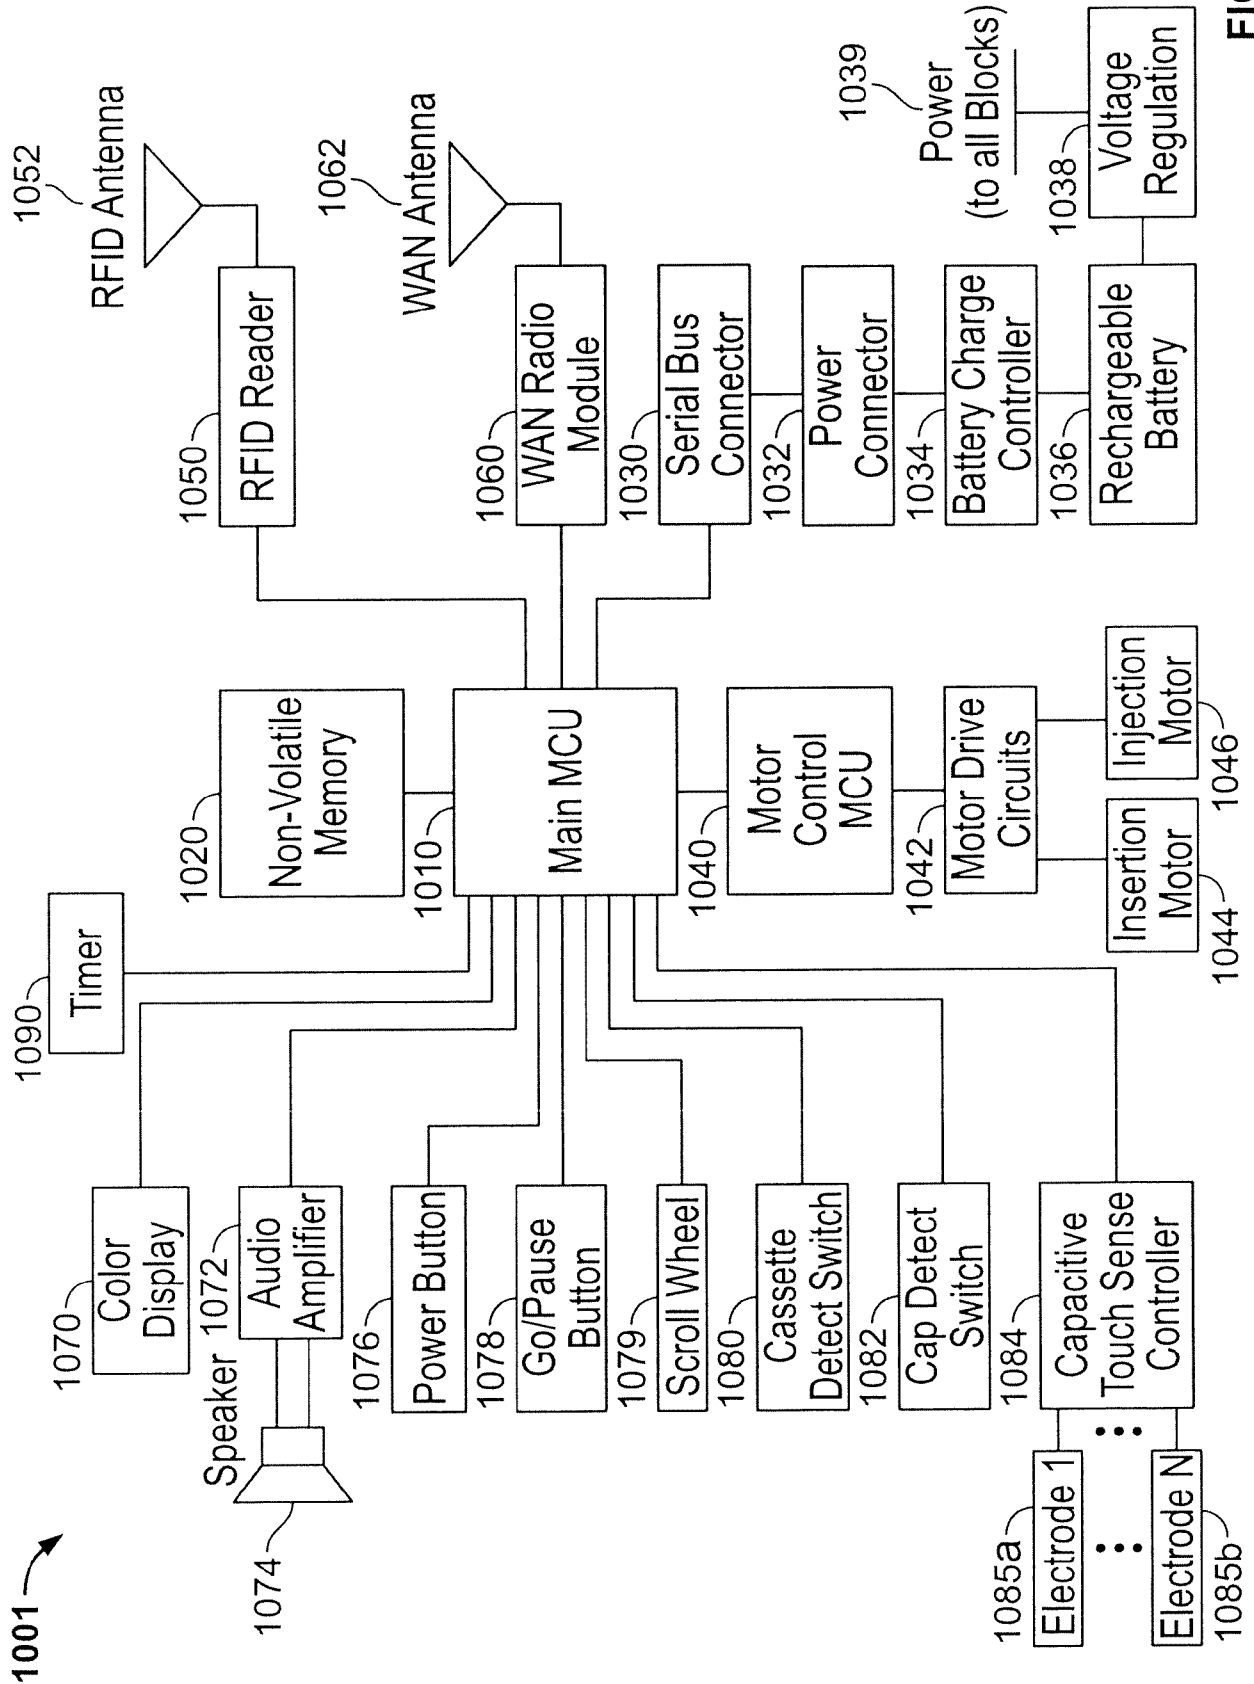 1001
1074
Speaker
1070
Color
Display
1072
Audio
Amplifier
1076
Power Button
1078
Go/Pause
Button
1079
Scroll Wheel
1080
Cassette
Detect Switch
1082
Cap Detect
Switch
1084
Capacitive
Touch Sense
Controller
1085a
Electrode 1
Electrode N
1085b
1090
Timer
1020
Non-Volatile
Memory
1010
Main MCU
1040
Motor
Control
MCU
1042
Motor Drive
Circuits
Insertion
Motor
1044
Injection
Motor
1046
1050
RFID Reader
1052
RFID Antenna
1060
WAN Radio
Module
1062
WAN Antenna
1030
Serial Bus
Connector
1032
Power
Connector
1034
Battery Charge
Controller
1036
Rechargeable
Battery
1038
Voltage
Regulation
1039
Power
(to all Blocks)